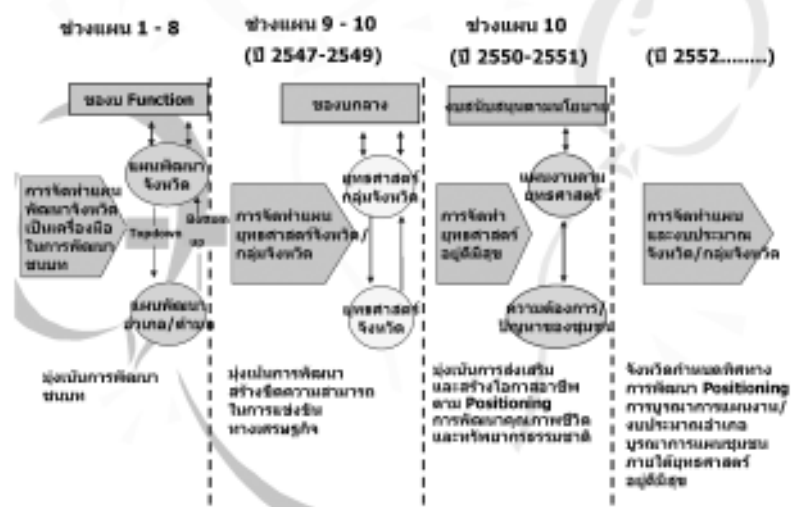 ช่วงแผน 1 - 8
ของบ Function
แผนพัฒนา
จังหวัด
การจัดทำแผน
พัฒนาจังหวัด
เป็นเครื่องมือ
ในการพัฒนา
ชนบท
Topdown
Bottom
up
แผนพัฒนา
อำเภอ/ตำบล
มุ่งเน้นการพัฒนา
ชนบท
ช่วงแผน 9 - 10
(ปี 2547-2549)
ของบกลาง
ยุทธศาสตร์
กลุ่มจังหวัด
การจัดทำแผน
ยุทธศาสตร์จังหวัด/
กลุ่มจังหวัด
ยุทธศาสตร์
จังหวัด
มุ่งเน้นการพัฒนา
สร้างขีดความสามารถ
ในการแข่งขัน
ทางเศรษฐกิจ
ช่วงแผน 10
(ปี 2550-2551)
งบสนับสนุนตามนโยบาย
แผนงานตาม
ยุทธศาสตร์
การจัดทำ
ยุทธศาสตร์
อยู่ดีมีสุข
ความต้องการ/
ปัญหาของชุมชน
มุ่งเน้นการส่งเสริม
และสร้างโอกาสอาชีพ
ตาม Positioning
การพัฒนาคุณภาพชีวิต
และทรัพยากรธรรมชาติ
(ปี 2552........)
การจัดทำแผน
และงบประมาณ
จังหวัด/กลุ่มจังหวัด
จังหวัดกำหนดทิศทาง
การพัฒนา Positioning
การบูรณาการแผนงาน/
งบประมาณอำเภอ
บูรณาการแผนชุมชน
ภายใต้ยุทธศาสตร์
อยู่ดีมีสุข